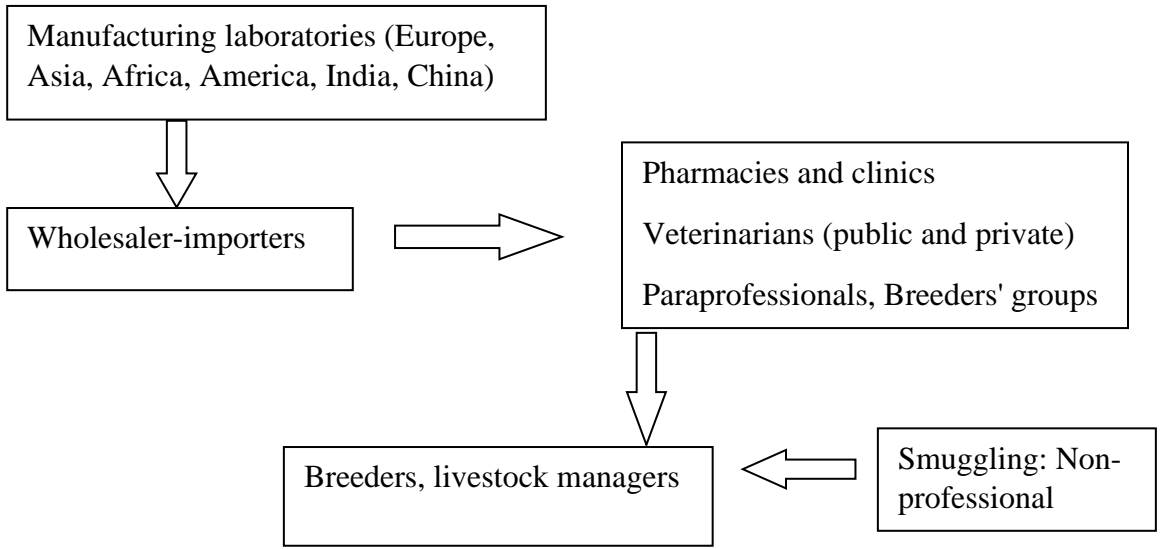 Manufacturing laboratories (Europe,
Asia, Africa, America, India, China)
Wholesaler-importers
Pharmacies and clinics
Veterinarians (public and private)
Paraprofessionals, Breeders' groups
Breeders, livestock managers
Smuggling: Non-
professional